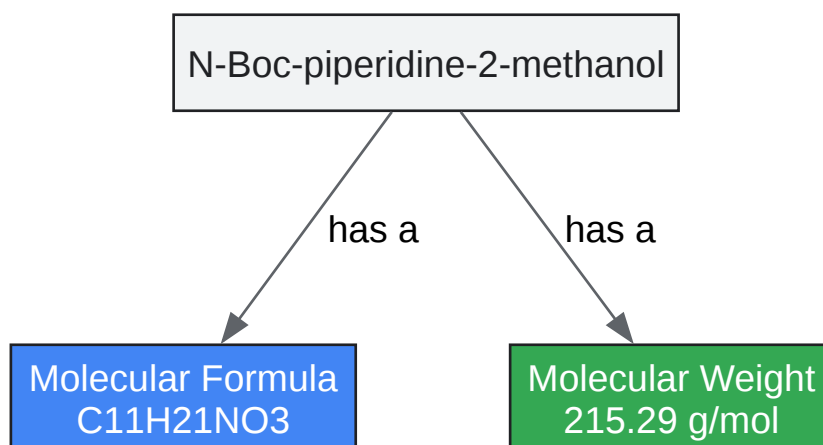 N-Boc-piperidine-2-methanol
has a
has a
Molecular Formula
C11H21NO3
Molecular Weight
215.29 g/mol